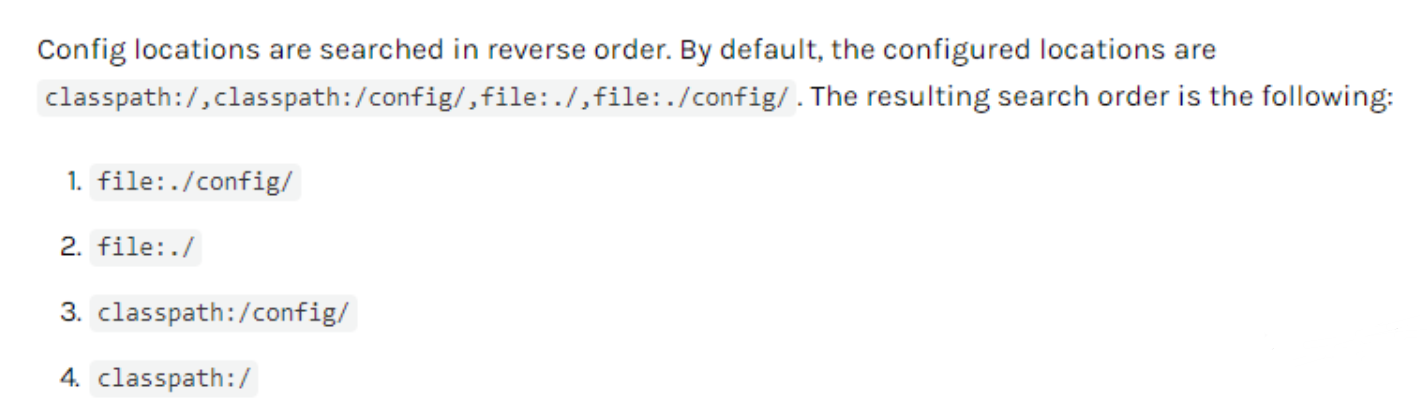 Config locations are searched in reverse order. By default, the configured locations are
classpath:/,classpath:/config/,file:./,file:./config/ . The resulting search order is the following:
1. file:./config/
2. file:./
3. classpath:/config/
4. classpath:/